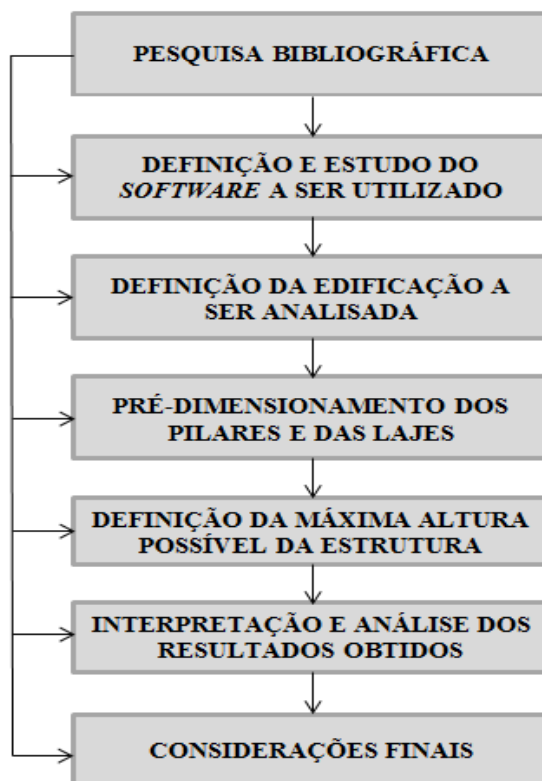 PESQUISA BIBLIOGRÁFICA
DEFINIÇÃO E ESTUDO DO
SOFTWARE A SER UTILIZADO
DEFINIÇÃO DA EDIFICAÇÃO A
SER ANALISADA
PRÉ-DIMENSIONAMENTO DOS
PILARES E DAS LAJES
DEFINIÇÃO DA MÁXIMA ALTURA
POSSÍVEL DA ESTRUTURA
INTERPRETAÇÃO E ANÁLISE DOS
RESULTADOS OBTIDOS
CONSIDERAÇÕES FINAIS